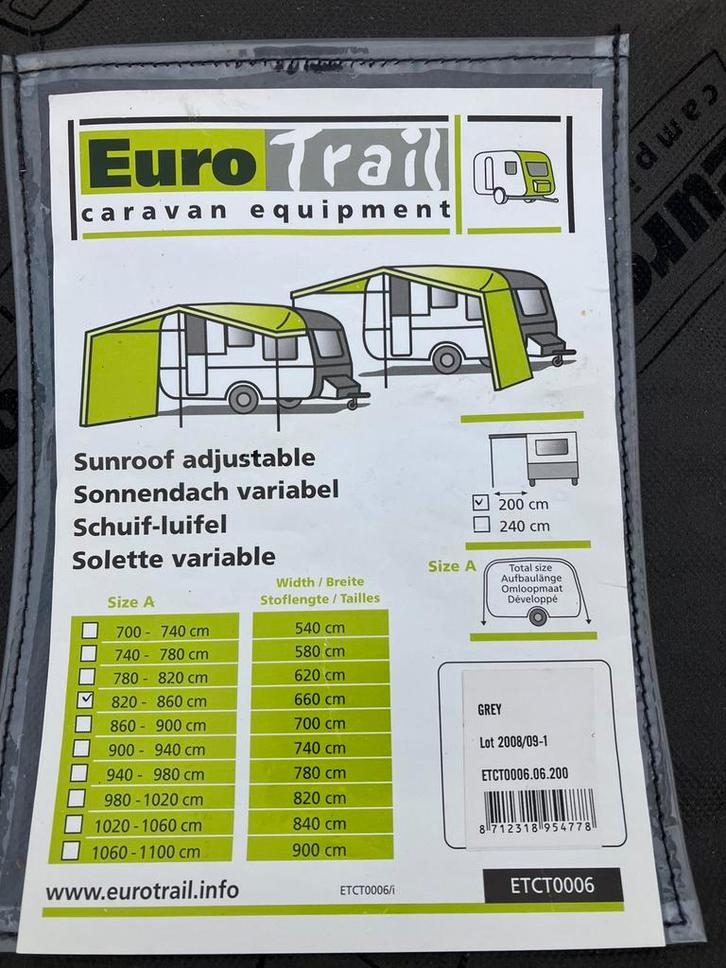 Euro Trail
caravan equipment
Sunroof adjustable
Sonnendach variabel
Schuif-luifel
Solette variable
200 cm
240 cm
Size A
Total size
Aufbaulänge
Omloopmaat
Développé
Size A
Width / Breite
Stoflengte / Tailles
700 - 740 cm 540 cm
740 - 780 cm 580 cm
780 - 820 cm 620 cm
820 - 860 cm 660 cm
860 - 900 cm 700 cm
900 - 940 cm 740 cm
940 - 980 cm 780 cm
980 - 1020 cm 820 cm
1020 - 1060 cm 840 cm
1060 - 1100 cm 900 cm
GREY
Lot 2008/09-1
ETCT0006.06.200
8 712318 954778
www.eurotrail.info
ETCT0006/i
ETCT0006